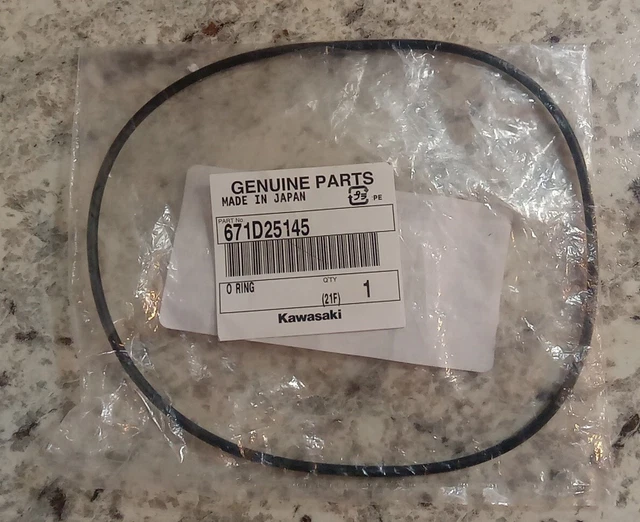 GENUINE PARTS
MADE IN JAPAN
PE
PART No.
671D25145
O RING
QTY
(21F) 1
Kawasaki